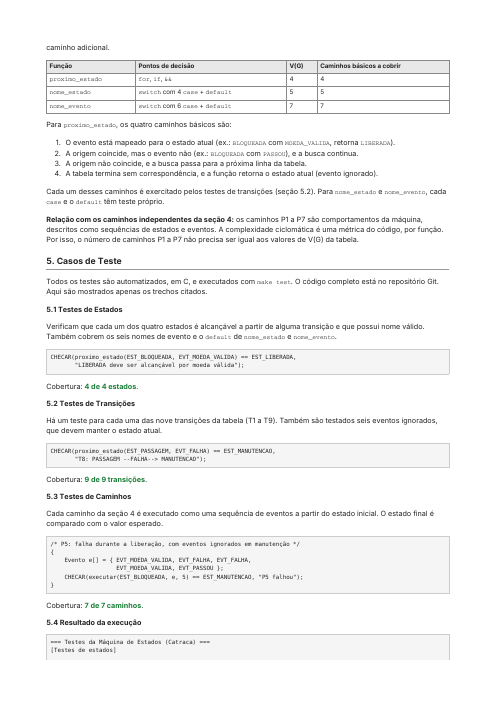 caminho adicional.
Função Pontos de decisão V(G) Caminhos básicos a cobrir
proximo_estado for, if, && 4 4
nome_estado switch com 4 case + default 5 5
nome_evento switch com 6 case + default 7 7
Para proximo_estado, os quatro caminhos básicos são:
1. O evento está mapeado para o estado atual (ex.: BLOQUEADA com MOEDA_VALIDA, retorna LIBERADA).
2. A origem coincide, mas o evento não (ex.: BLOQUEADA com PASSOU), e a busca continua.
3. A origem não coincide, e a busca passa para a próxima linha da tabela.
4. A tabela termina sem correspondência, e a função retorna o estado atual (evento ignorado).
Cada um desses caminhos é exercitado pelos testes de transições (seção 5.2). Para nome_estado e nome_evento, cada
case e o default têm teste próprio.
Relação com os caminhos independentes da seção 4: os caminhos P1 a P7 são comportamentos da máquina,
descritos como sequências de estados e eventos. A complexidade ciclomática é uma métrica do código, por função.
Por isso, o número de caminhos P1 a P7 não precisa ser igual aos valores de V(G) da tabela.
5. Casos de Teste
Todos os testes são automatizados, em C, e executados com make test. O código completo está no repositório Git.
Aqui são mostrados apenas os trechos citados.
5.1 Testes de Estados
Verificam que cada um dos quatro estados é alcançável a partir de alguma transição e que possui nome válido.
Também cobrem os seis nomes de evento e o default de nome_estado e nome_evento.
CHECAR(proximo_estado(EST_BLOQUEADA, EVT_MOEDA_VALIDA) == EST_LIBERADA,
"LIBERADA deve ser alcançável por moeda válida");
Cobertura: 4 de 4 estados.
5.2 Testes de Transições
Há um teste para cada uma das nove transições da tabela (T1 a T9). Também são testados seis eventos ignorados,
que devem manter o estado atual.
CHECAR(proximo_estado(EST_PASSAGEM, EVT_FALHA) == EST_MANUTENCAO,
"T8: PASSAGEM --FALHA--> MANUTENCAO");
Cobertura: 9 de 9 transições.
5.3 Testes de Caminhos
Cada caminho da seção 4 é executado como uma sequência de eventos a partir do estado inicial. O estado final é
comparado com o valor esperado.
/* P5: falha durante a liberação, com eventos ignorados em manutenção */
{
Evento e[] = { EVT_MOEDA_VALIDA, EVT_FALHA, EVT_FALHA,
EVT_MOEDA_VALIDA, EVT_PASSOU };
CHECAR(executar(EST_BLOQUEADA, e, 5) == EST_MANUTENCAO, "P5 falhou");
}
Cobertura: 7 de 7 caminhos.
5.4 Resultado da execução
=== Testes da Máquina de Estados (Catraca) ===
[Testes de estados]